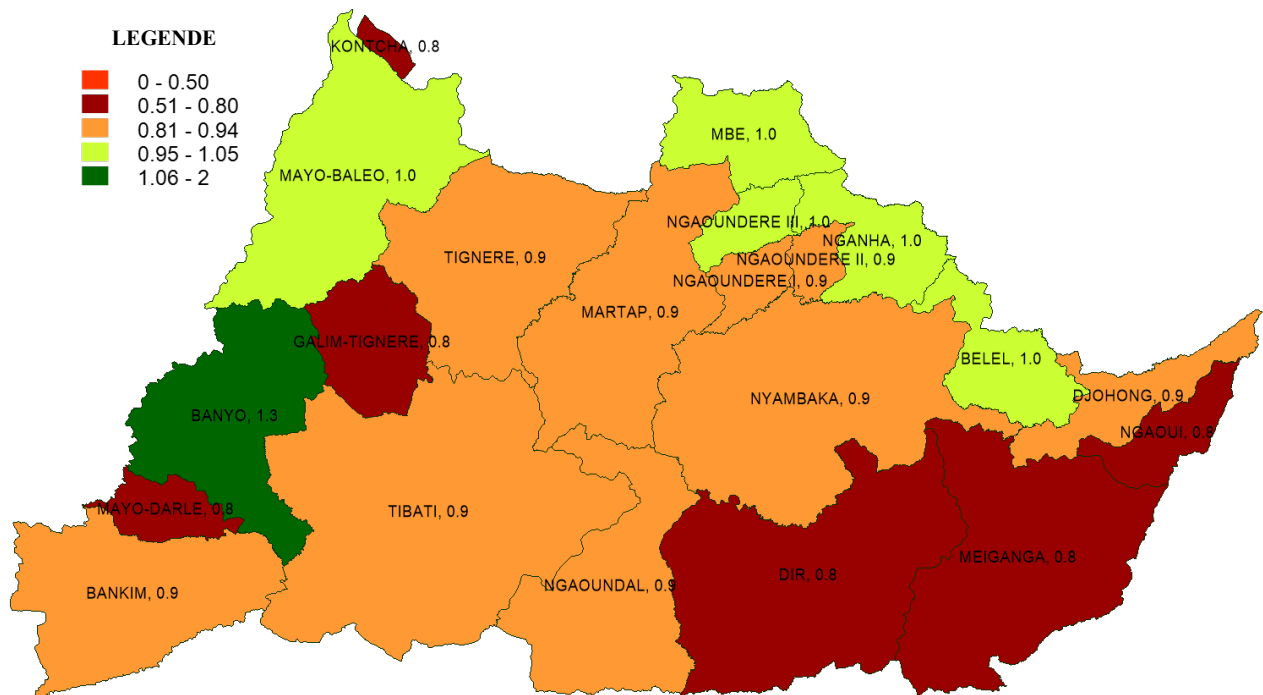 LEGENDE
0 - 0.50
0.51 - 0.80
0.81 - 0.94
0.95 - 1.05
1.06 - 2
KONTCHA, 0.8
MBE, 1.0
MAYO-BALEO, 1.0
NGAOUNDERE III, 1.0
NGANHA, 1.0
TIGNERE, 0.9
NGAOUNDERE II, 0.9
NGAOUNDERE I, 0.9
MARTAP, 0.9
GALIM-TIGNERE, 0.8
BELEL, 1.0
DJOHONG, 0.9
NYAMBAKA, 0.9
BANYO, 1.3
NGAOUI, 0.8
MAYO-DARLE, 0.8
TIBATI, 0.9
MEIGANGA, 0.8
DIR, 0.8
NGAOUNDAL, 0.9
BANKIM, 0.9